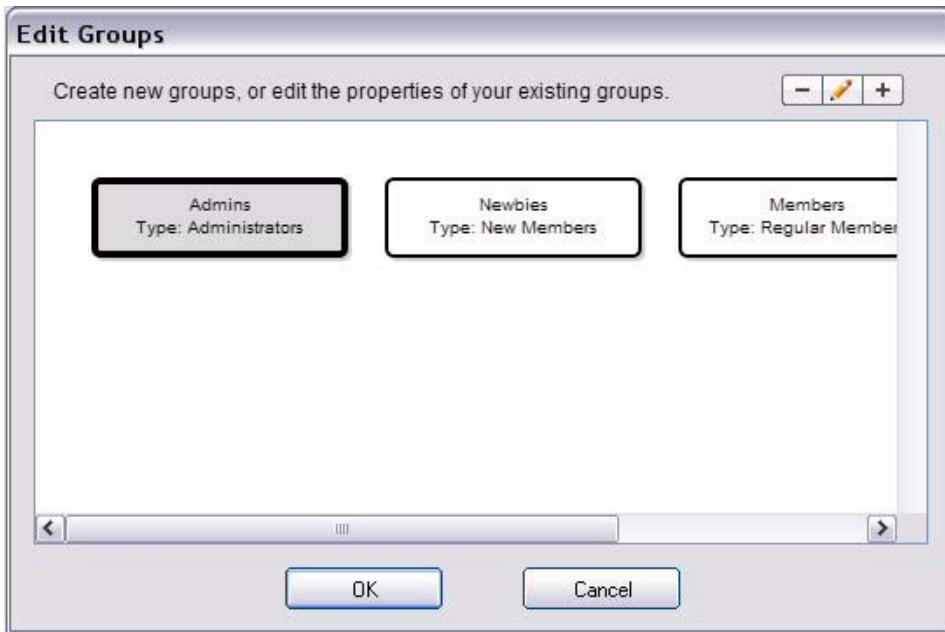 Edit Groups
Create new groups, or edit the properties of your existing groups.
Admins
Type: Administrators
Newbies
Type: New Members
Members
Type: Regular Member
OK
Cancel